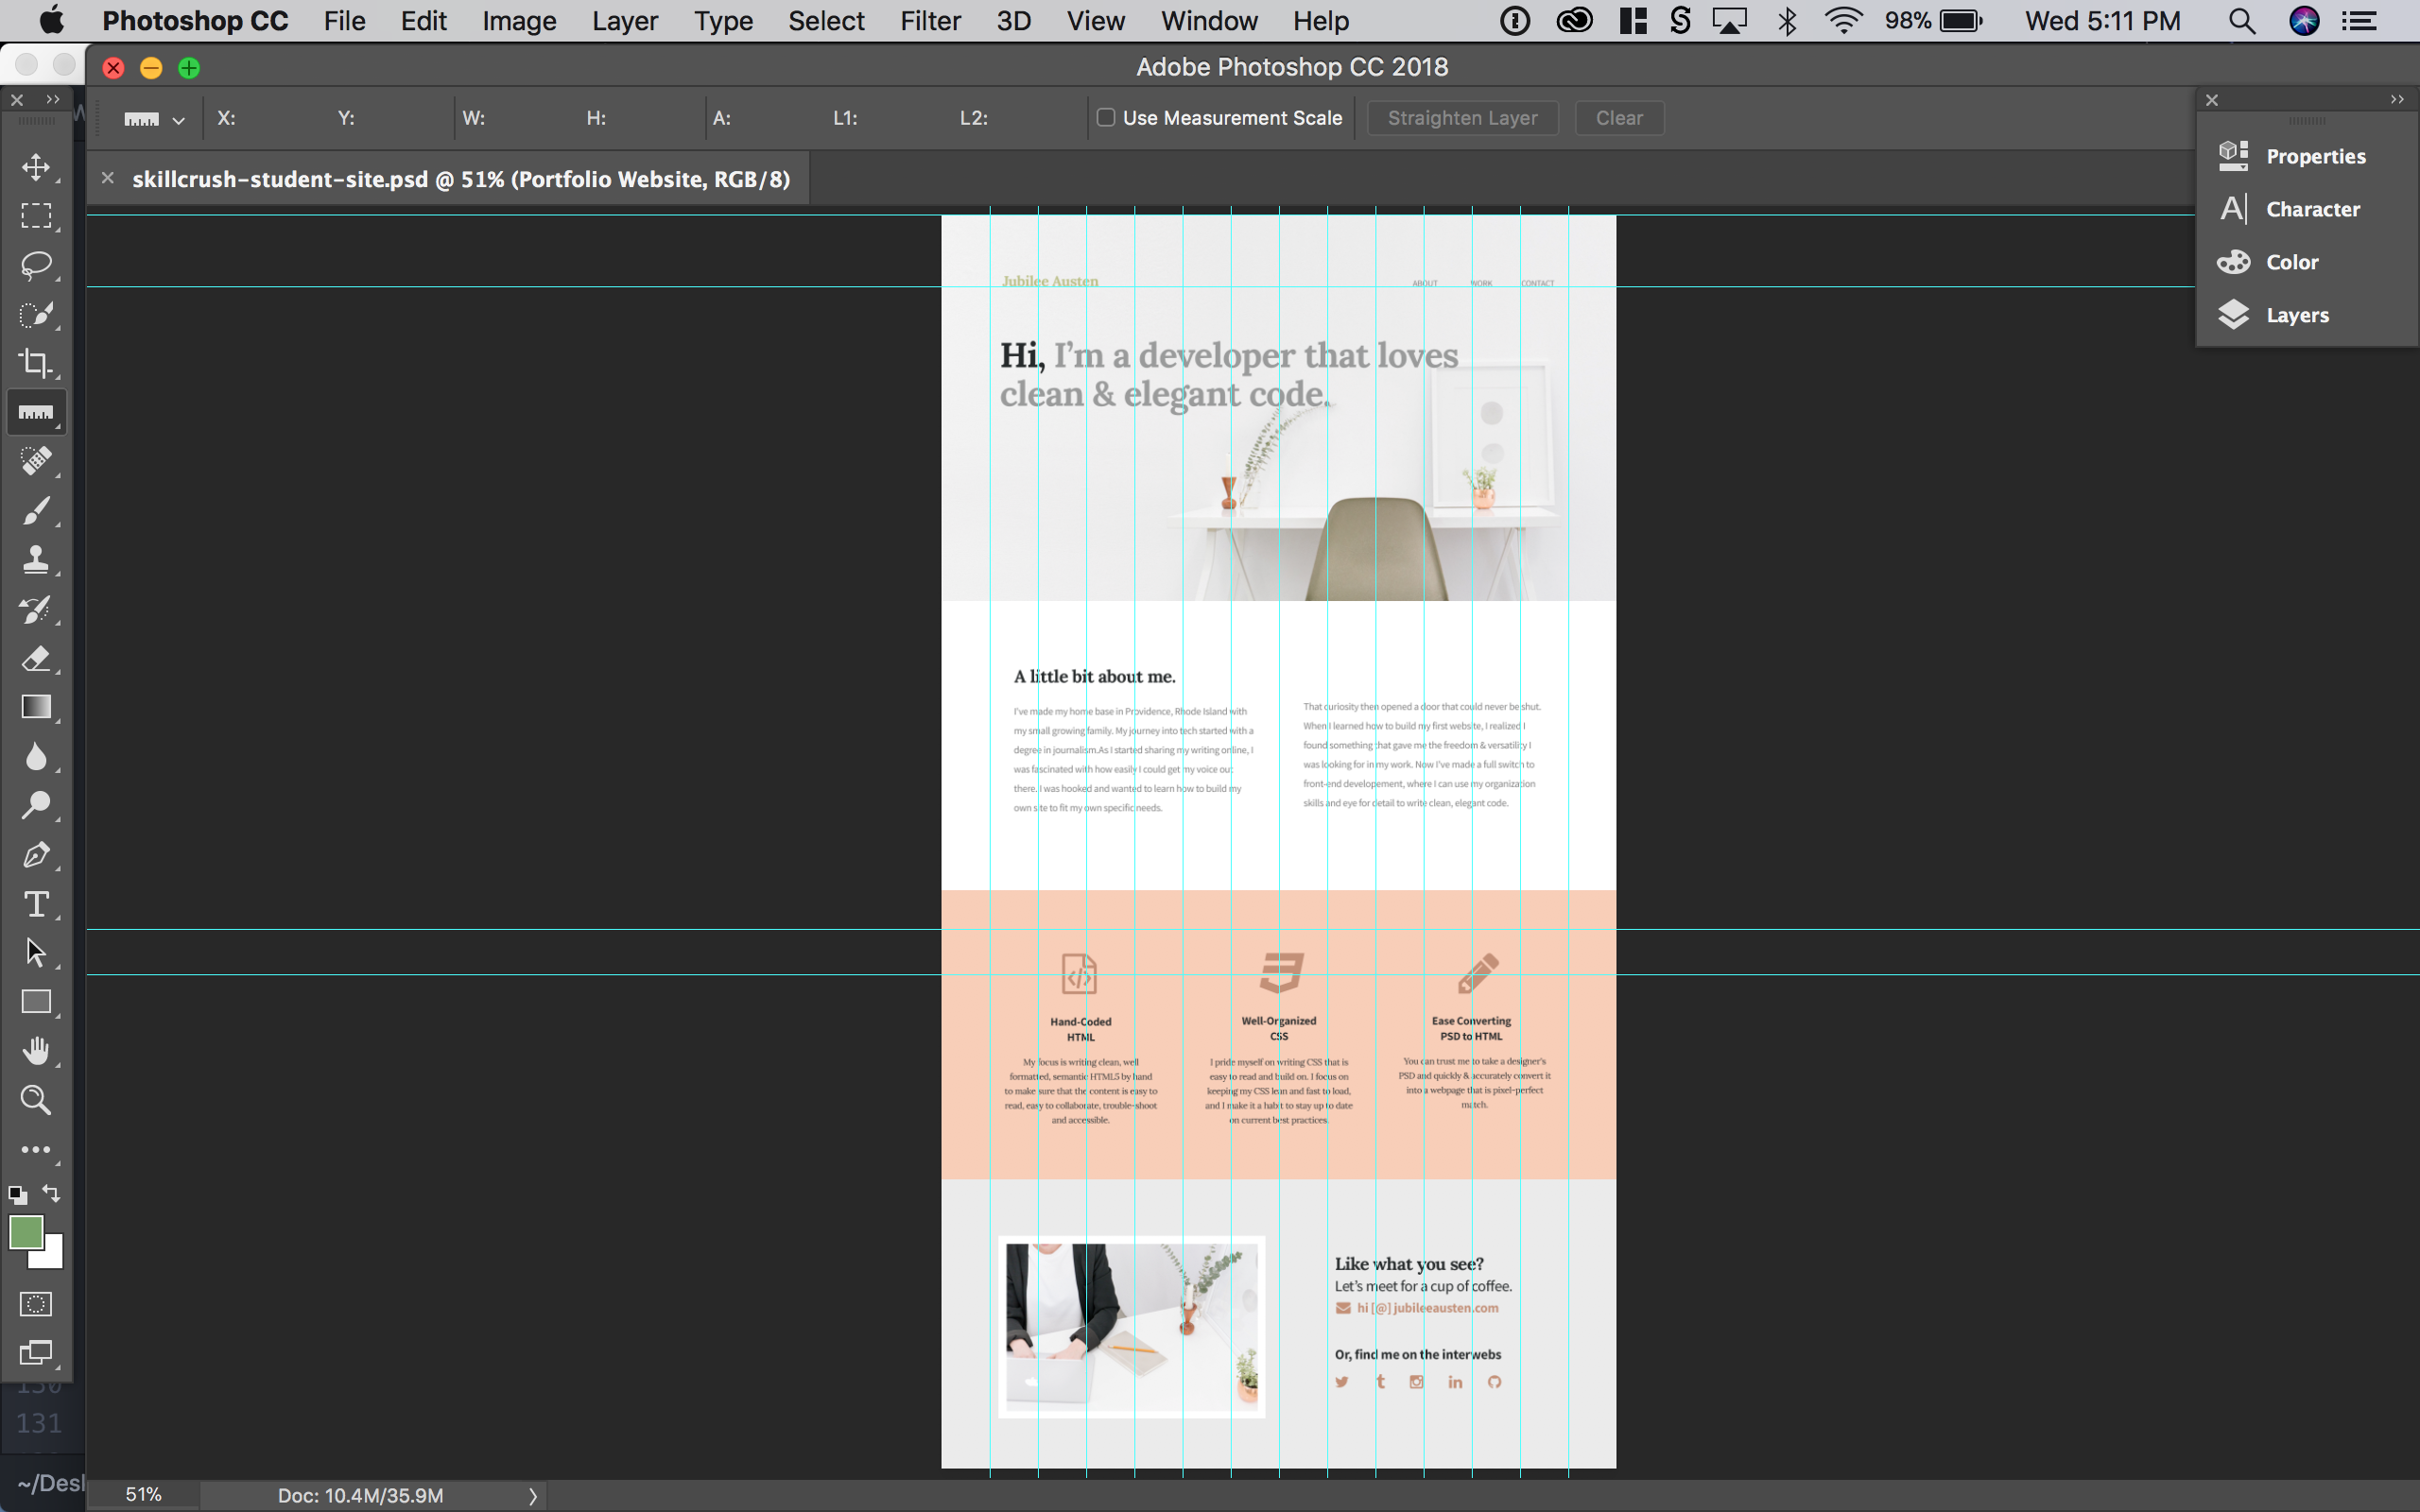 Photoshop CC File Edit Image Layer Type Select Filter 3D View Window Help 98% Wed 5:11 PM
Adobe Photoshop CC 2018
X: Y: W: H: A: L1: L2: Use Measurement Scale Straighten Layer Clear
skillcrush-student-site.psd @ 51% (Portfolio Website, RGB/8)
Properties
Character
Color
Layers
Jubilee Austen
ABOUT WORK CONTACT
Hi, I'm a developer that loves
clean & elegant code.
A little bit about me.
I've made my home base in Providence, Rhode Island with
my small growing family. My journey into tech started with a
degree in journalism.As I started sharing my writing online, I
was fascinated with how easily I could get my voice out
there. I was hooked and wanted to learn how to build my
own site to fit my own specific needs.
That curiosity then opened a door that could never be shut.
When I learned how to build my first website, I realized I
found something that gave me the freedom & versatility I
was looking for in my work. Now I've made a full switch to
front-end developement, where I can use my organization
skills and eye for detail to write clean, elegant code.
Hand-Coded
HTML
My focus is writing clean, well
formatted, semantic HTML5 by hand
to make sure that the content is easy to
read, easy to collaborate, trouble-shoot
and accessible.
Well-Organized
CSS
I pride myself on writing CSS that is
easy to read and build on. I focus on
keeping my CSS lean and fast to load,
and I make it a habit to stay up to date
on current best practices.
Ease Converting
PSD to HTML
You can trust me to take a designer's
PSD and quickly & accurately convert it
into a webpage that is pixel-perfect
match.
Like what you see?
Let's meet for a cup of coffee.
hi [@] jubileeausten.com
Or, find me on the interwebs
130
131
~/Desl
51% Doc: 10.4M/35.9M